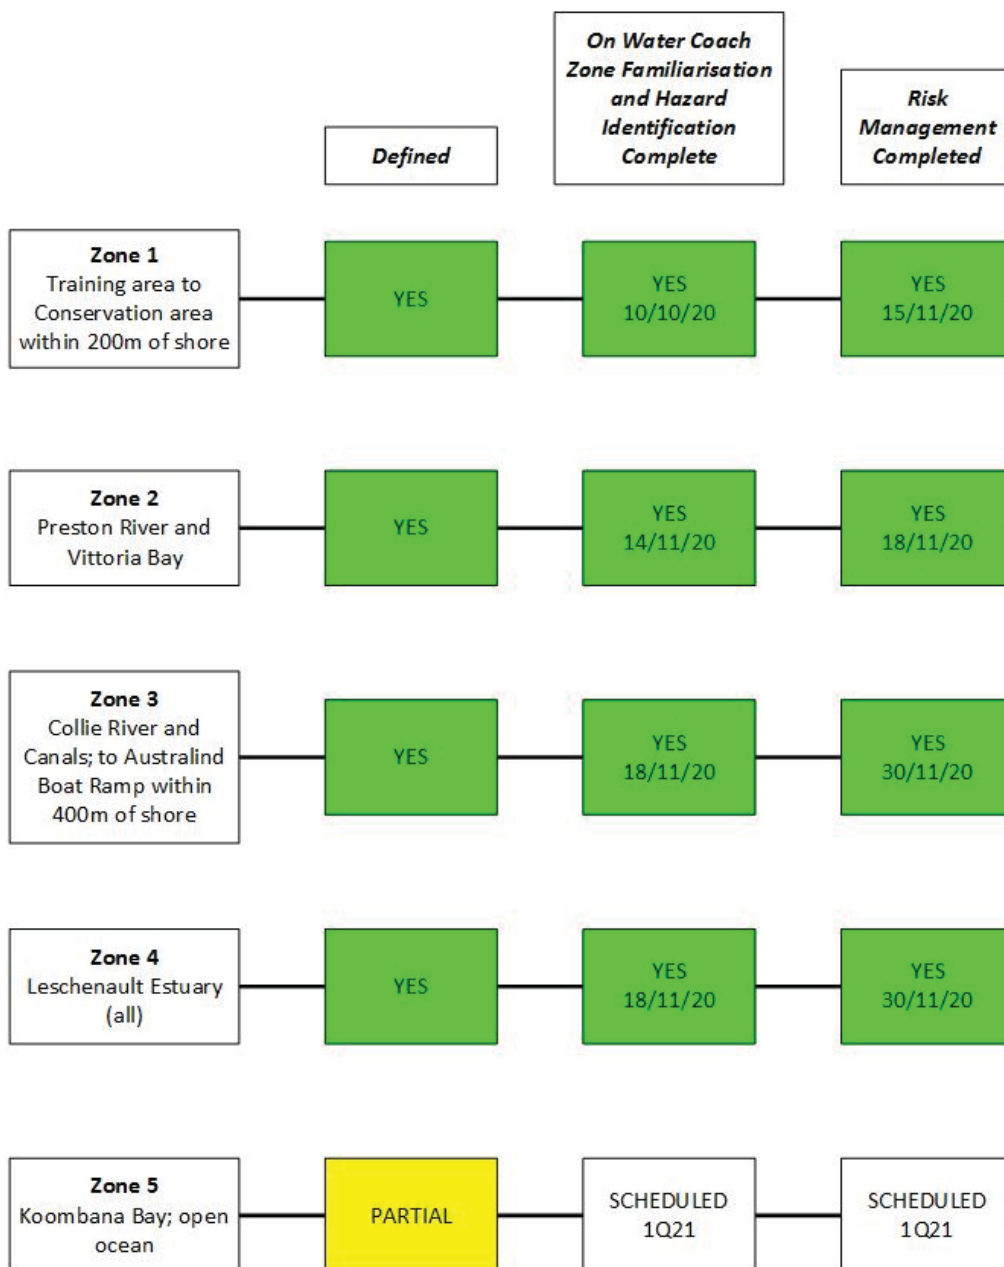 Defined
On Water Coach
Zone Familiarisation
and Hazard
Identification
Complete
Risk
Management
Completed
Zone 1
Training area to
Conservation area
within 200m of shore
YES
YES
10/10/20
YES
15/11/20
Zone 2
Preston River and
Vittoria Bay
YES
YES
14/11/20
YES
18/11/20
Zone 3
Collie River and
Canals; to Australind
Boat Ramp within
400m of shore
YES
YES
18/11/20
YES
30/11/20
Zone 4
Leschenault Estuary
(all)
YES
YES
18/11/20
YES
30/11/20
Zone 5
Koombana Bay; open
ocean
PARTIAL
SCHEDULED
1Q21
SCHEDULED
1Q21